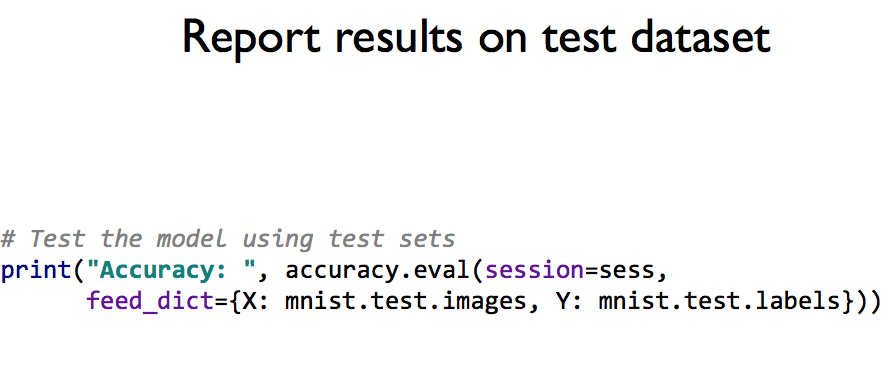 Report results on test dataset
# Test the model using test sets
print("Accuracy: ", accuracy.eval(session=sess,
feed_dict={X: mnist.test.images, Y: mnist.test.labels}))